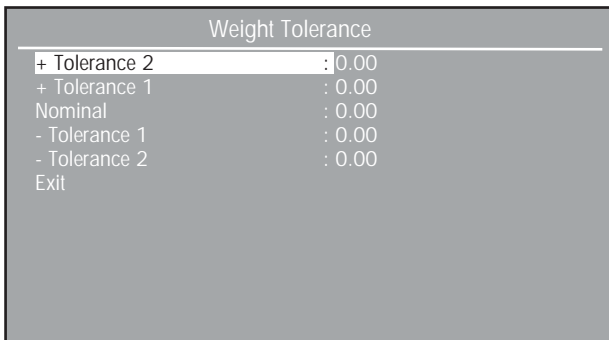 Weight Tolerance
+ Tolerance 2 : 0.00
+ Tolerance 1 : 0.00
Nominal : 0.00
- Tolerance 1 : 0.00
- Tolerance 2 : 0.00
Exit